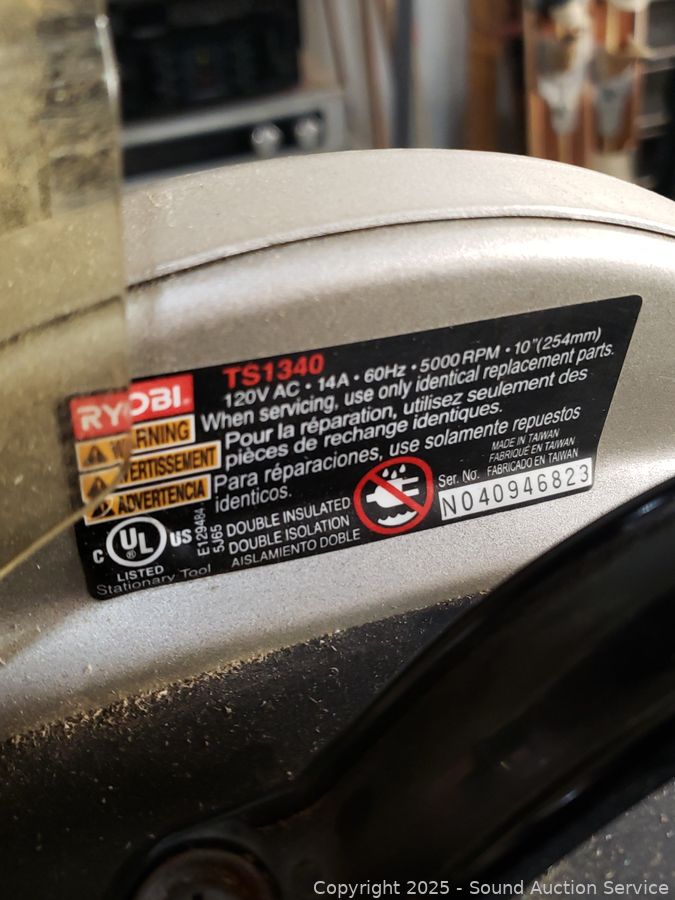 RYOBI
TS1340
120V AC • 14A • 60Hz • 5000 RPM • 10"(254mm)
When servicing, use only identical replacement parts.
Pour la réparation, utilisez seulement des
pièces de rechange identiques.
Para réparaciones, use solamente repuestos
identicos.
WARNING
AVERTISSEMENT
ADVERTENCIA
C UL® US
LISTED
Stationary Tool
E129484
5J65
DOUBLE INSULATED
DOUBLE ISOLATION
AISLAMIENTO DOBLE
MADE IN TAIWAN
FABRIQUÉ EN TAIWAN
Ser. No. FABRICADO EN TAIWAN
N040946823
Copyright 2025 - Sound Auction Service